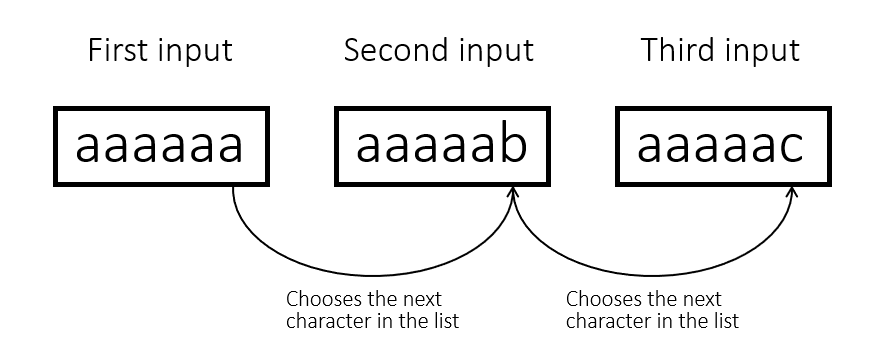 First input
Second input
Third input
aaaaaa
aaaaab
aaaaac
Chooses the next
character in the list
Chooses the next
character in the list